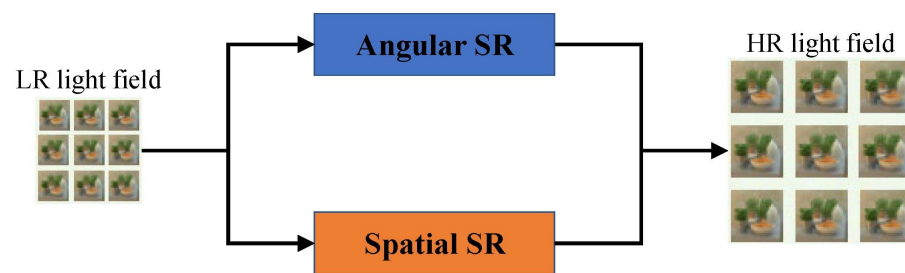 Angular SR
LR light field
HR light field
Spatial SR